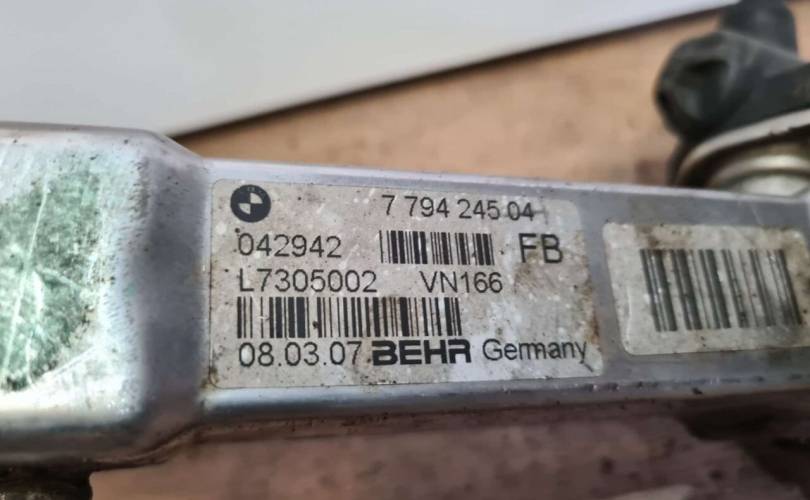 7 794 245 04
042942 FB
L7305002 VN166
08.03.07 BEHR Germany